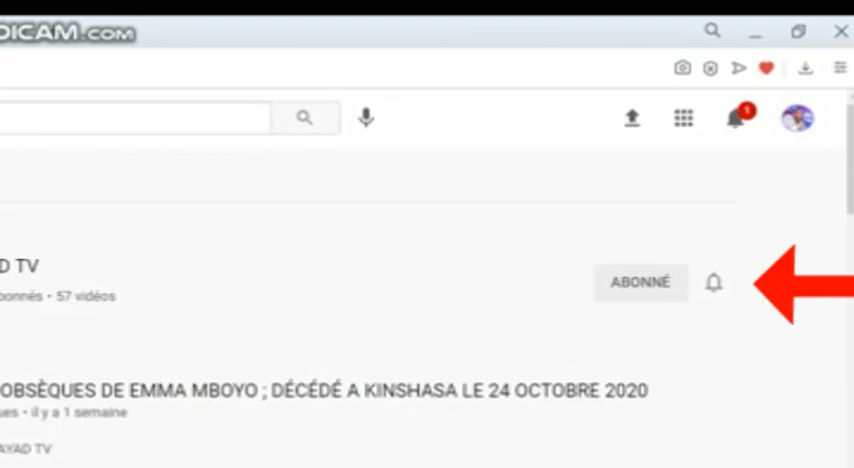 DICAM.COM
1
D TV
bonnés • 57 vidéos
ABONNÉ
OBSÈQUES DE EMMA MBOYO ; DÉCÉDÉ A KINSHASA LE 24 OCTOBRE 2020
ues • il y a 1 semaine
AYAD TV